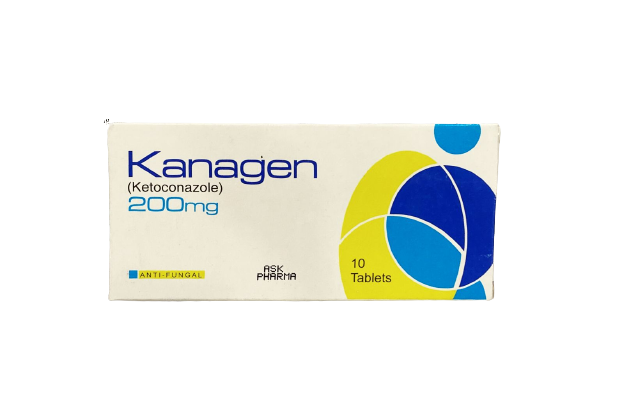 Kanagen
(Ketoconazole)
200mg
ANTI-FUNGAL
ASK
PHARMA
10
Tablets